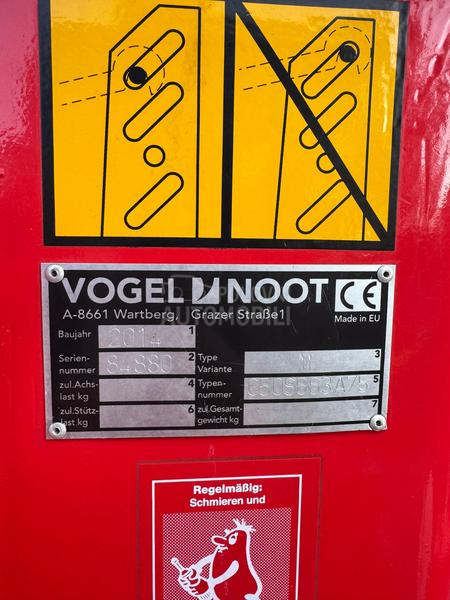 VOGEL NOOT CE
A-8661 Wartberg, Grazer Straße1 Made in EU
Baujahr 2014 1
Serien-
nummer 84880 2 Type
Variante M 3
zul.Achs-
last kg 4 Typen-
nummer 5
zul.Stütz-
last kg 6 zul.Gesamt-
gewicht kg 7
AUTOMOBILI
Regelmäßig:
Schmieren und